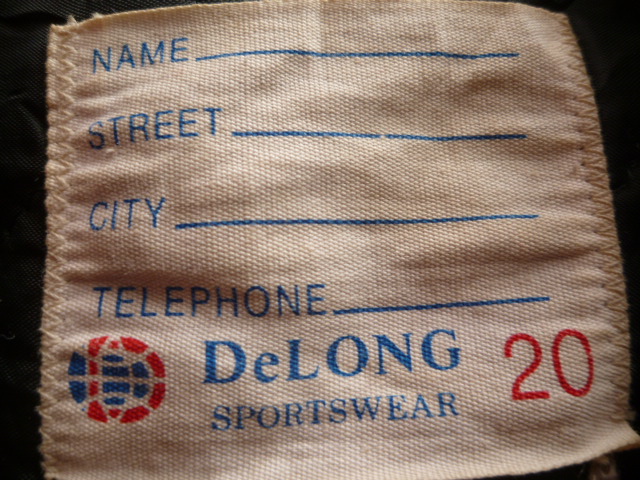 NAME
STREET
CITY
TELEPHONE
DeLONG 20
SPORTSWEAR